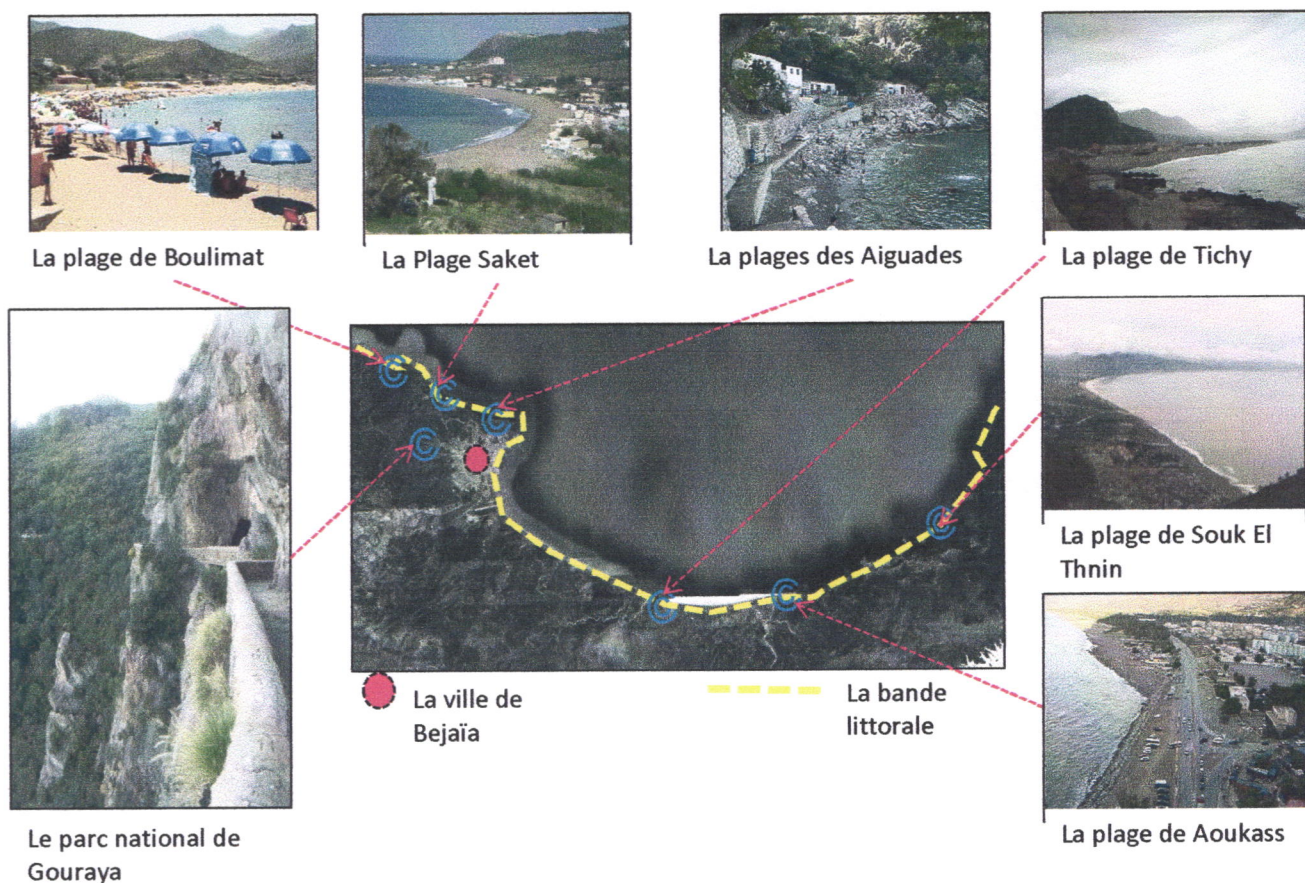 La plage de Boulimat
La Plage Saket
La plages des Aiguades
La plage de Tichy
La plage de Souk El
Thnin
La ville de
Bejaïa
La bande
littorale
La plage de Aoukass
Le parc national de
Gouraya